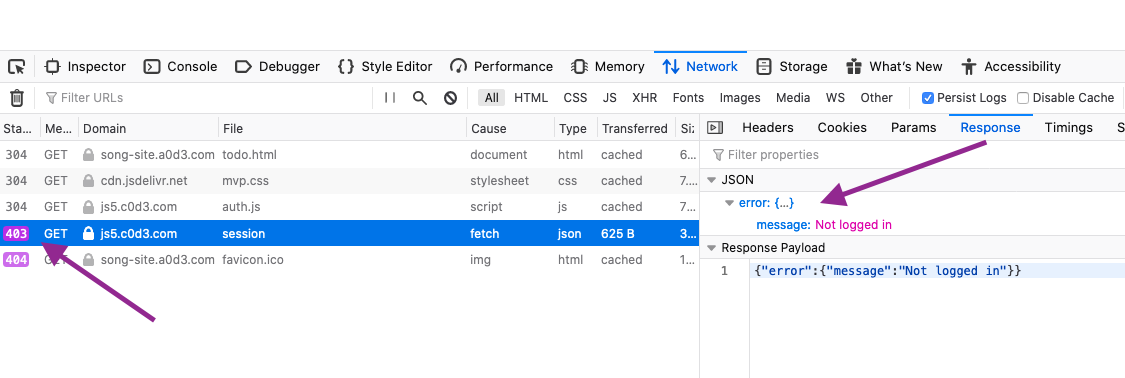 Inspector Console Debugger Style Editor Performance Memory Network Storage What's New Accessibility
Filter URLs All HTML CSS JS XHR Fonts Images Media WS Other Persist Logs Disable Cache
Sta... Me... Domain File Cause Type Transferred Siz
304 GET song-site.a0d3.com todo.html document html cached 6...
304 GET cdn.jsdelivr.net mvp.css stylesheet css cached 7...
304 GET js5.c0d3.com auth.js script js cached 7...
403 GET js5.c0d3.com session fetch json 625 B 3...
404 GET song-site.a0d3.com favicon.ico img html cached 1...
Headers Cookies Params Response Timings S
Filter properties
JSON
error: {...}
message: Not logged in
Response Payload
1 {"error":{"message":"Not logged in"}}